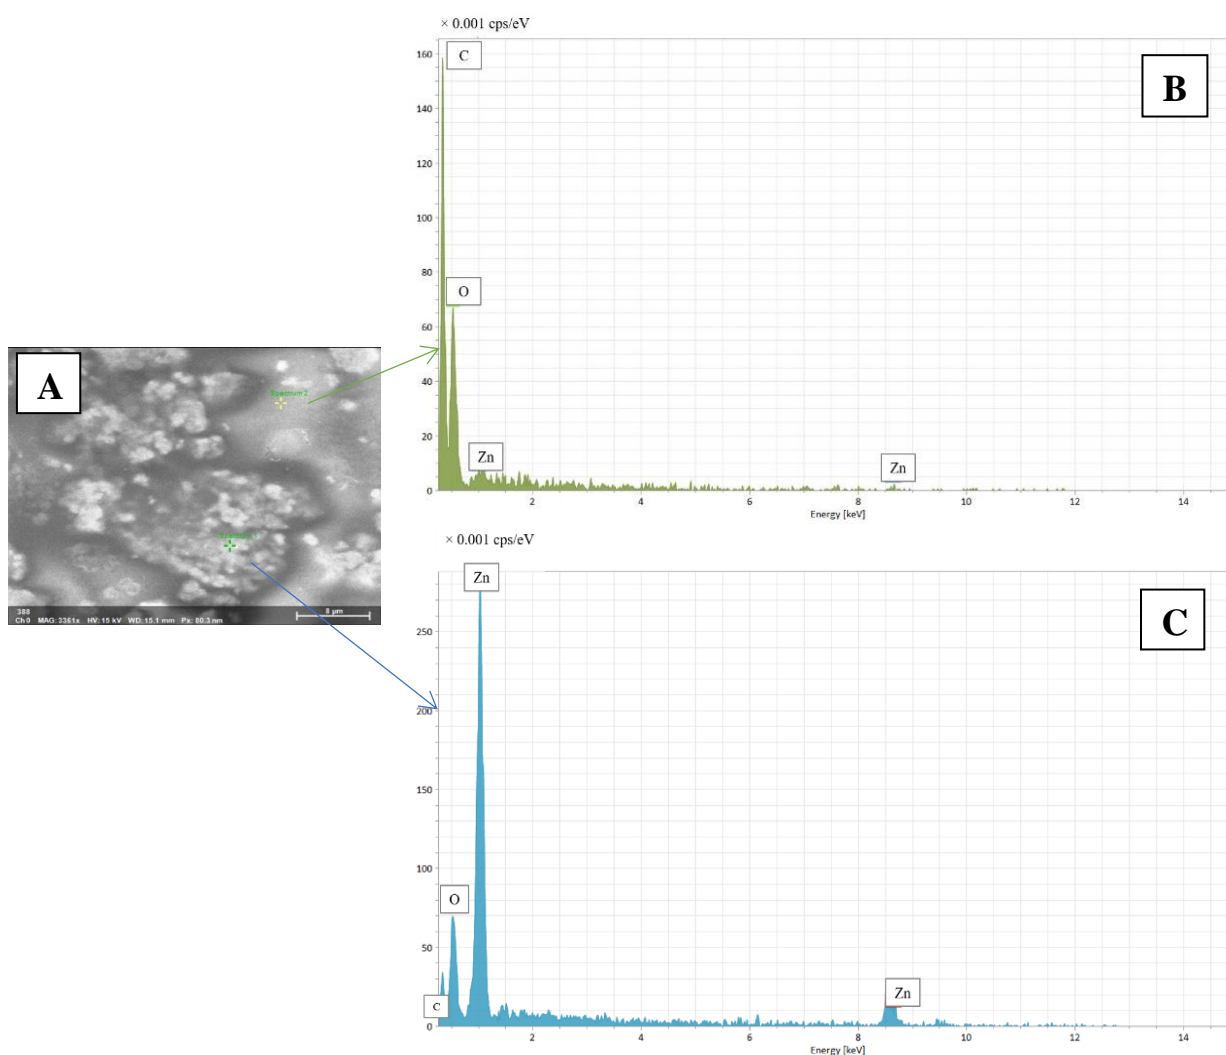 × 0.001 cps/eV
160
140
120
100
80
60
40
20
0
C
O
Zn
Zn
B
2
4
6
8
10
12
14
Energy [keV]
A
Spectrum 2
Spectrum 1
388
8 µm
Ch 0 MAG: 3361x HV: 15 kV WD: 15.1 mm Px: 80.3 nm
× 0.001 cps/eV
250
200
150
100
50
0
Zn
O
C
Zn
C
2
4
6
8
10
12
14
Energy [keV]